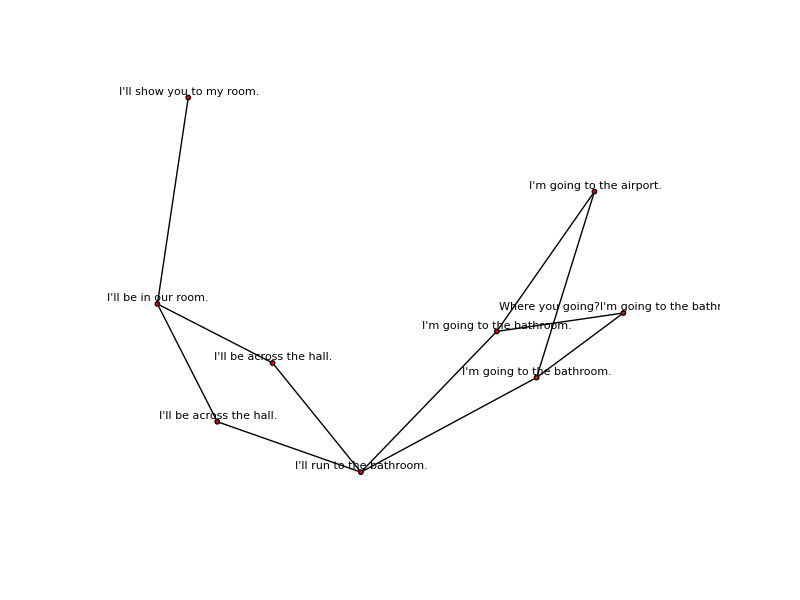 I'll show you to my room.
I'm going to the airport.
I'll be in our room.
Where you going?I'm going to the bathr
I'm going to the bathroom.
I'll be across the hall.
I'm going to the bathroom.
I'll be across the hall.
I'll run to the bathroom.